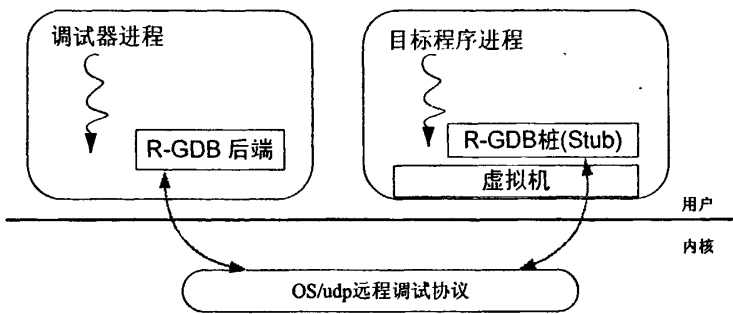 调试器进程
目标程序进程
R-GDB 后端
R-GDB桩(Stub)
虚拟机
用户
内核
OS/udp远程调试协议